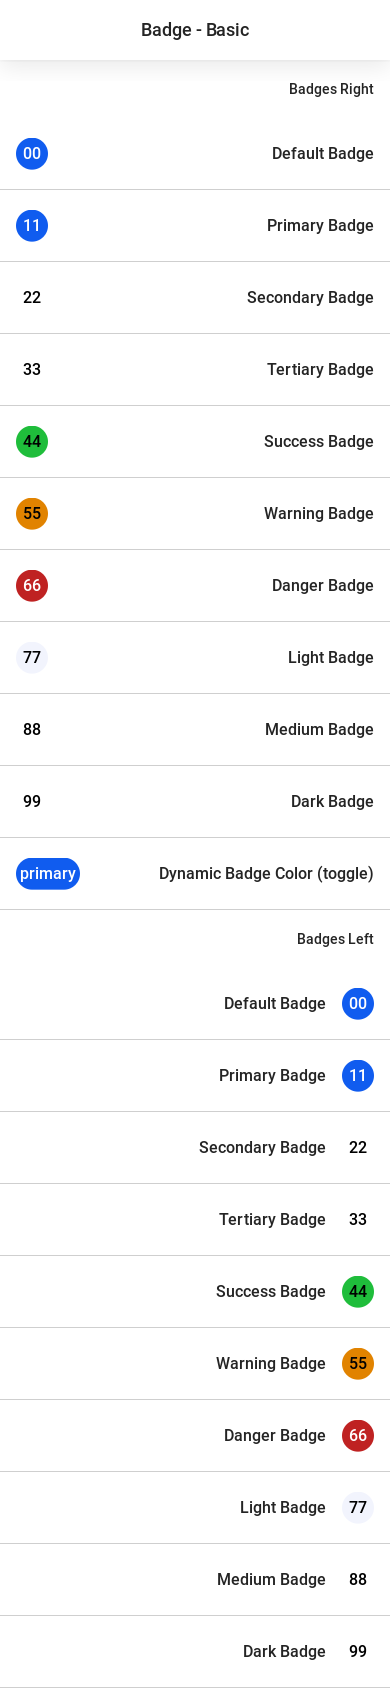 Badge - Basic
Badges Right
00 Default Badge
11 Primary Badge
22 Secondary Badge
33 Tertiary Badge
44 Success Badge
55 Warning Badge
66 Danger Badge
77 Light Badge
88 Medium Badge
99 Dark Badge
primary Dynamic Badge Color (toggle)
Badges Left
Default Badge 00
Primary Badge 11
Secondary Badge 22
Tertiary Badge 33
Success Badge 44
Warning Badge 55
Danger Badge 66
Light Badge 77
Medium Badge 88
Dark Badge 99